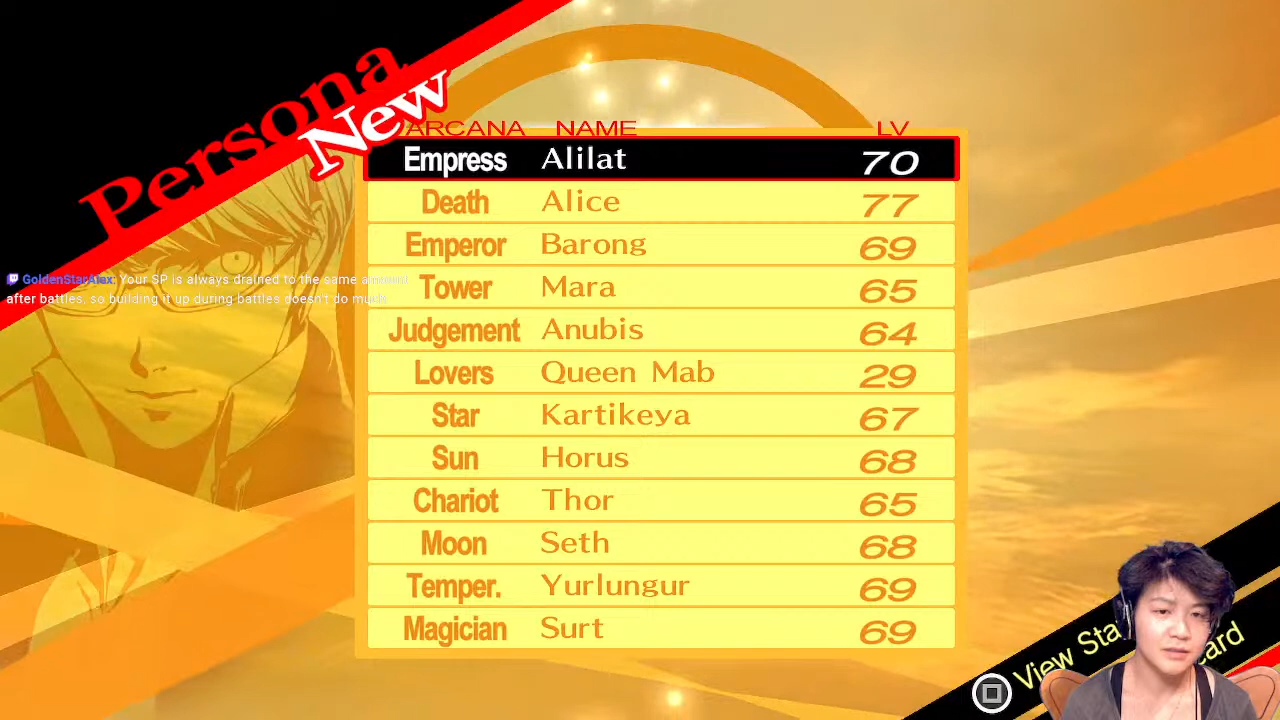 Persona
New
ARCANA NAME LV
Empress Alilat 70
Death Alice 77
Emperor Barong 69
GoldenStarAlex: Your SP is always drained to the same amount
after battles, so building it up during battles doesn't do much
Tower Mara 65
Judgement Anubis 64
Lovers Queen Mab 29
Star Kartikeya 67
Sun Horus 68
Chariot Thor 65
Moon Seth 68
Temper. Yurlungur 69
Magician Surt 69
View